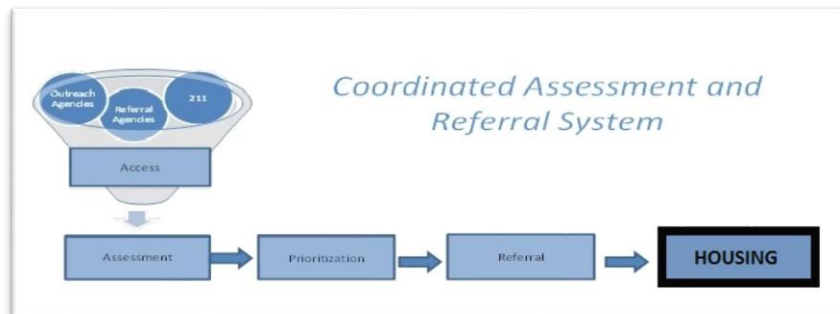 Coordinated Assessment and
Referral System
Outreach
Agencies
Referral
Agencies
211
Access
Assessment
Prioritization
Referral
HOUSING